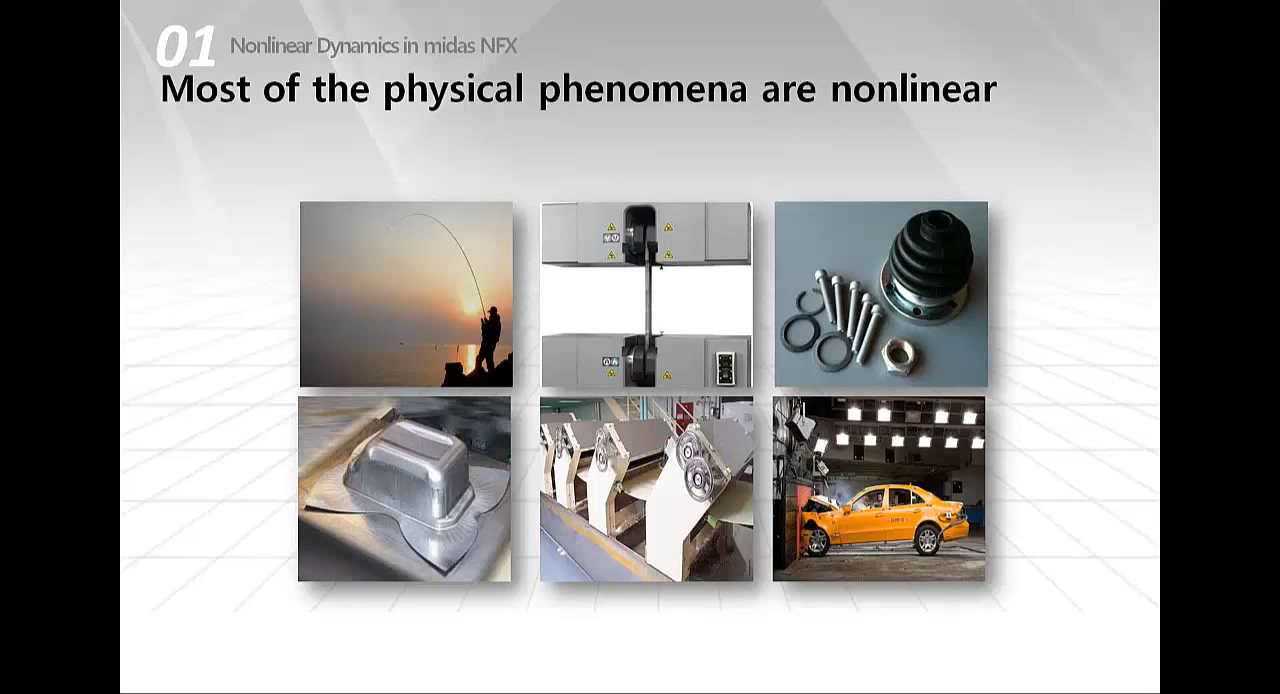 01 Nonlinear Dynamics in midas NFX
Most of the physical phenomena are nonlinear